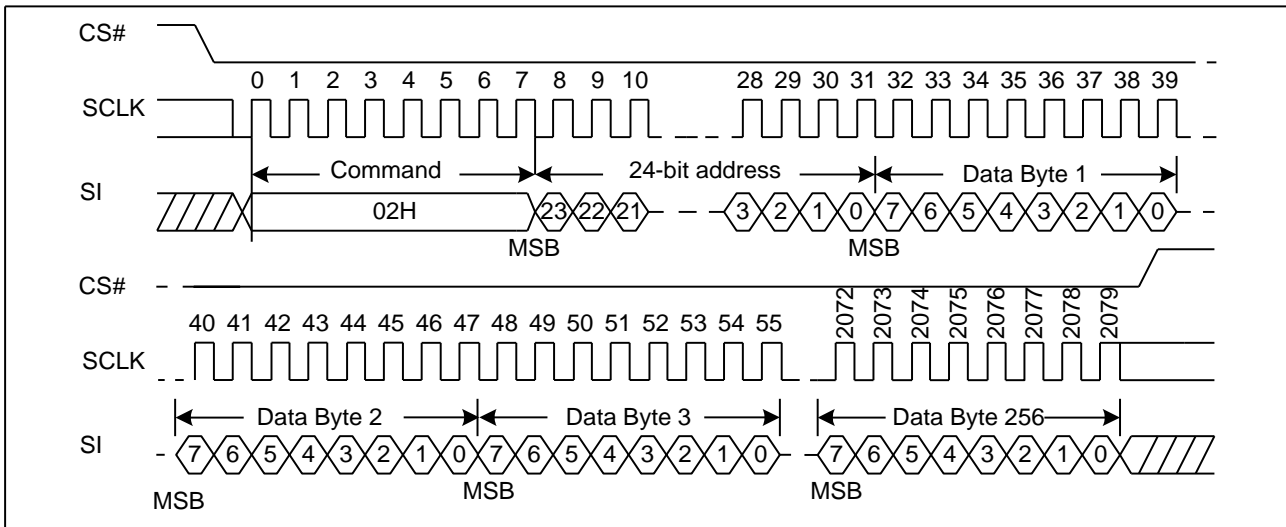 CS#
0 1 2 3 4 5 6 7 8 9 10 28 29 30 31 32 33 34 35 36 37 38 39
SCLK
Command 24-bit address Data Byte 1
SI
02H 23 22 21 3 2 1 0 7 6 5 4 3 2 1 0
MSB MSB
CS#
2072 2073 2074 2075 2076 2077 2078 2079
40 41 42 43 44 45 46 47 48 49 50 51 52 53 54 55
SCLK
Data Byte 2 Data Byte 3 Data Byte 256
SI
7 6 5 4 3 2 1 0 7 6 5 4 3 2 1 0 7 6 5 4 3 2 1 0
MSB MSB MSB